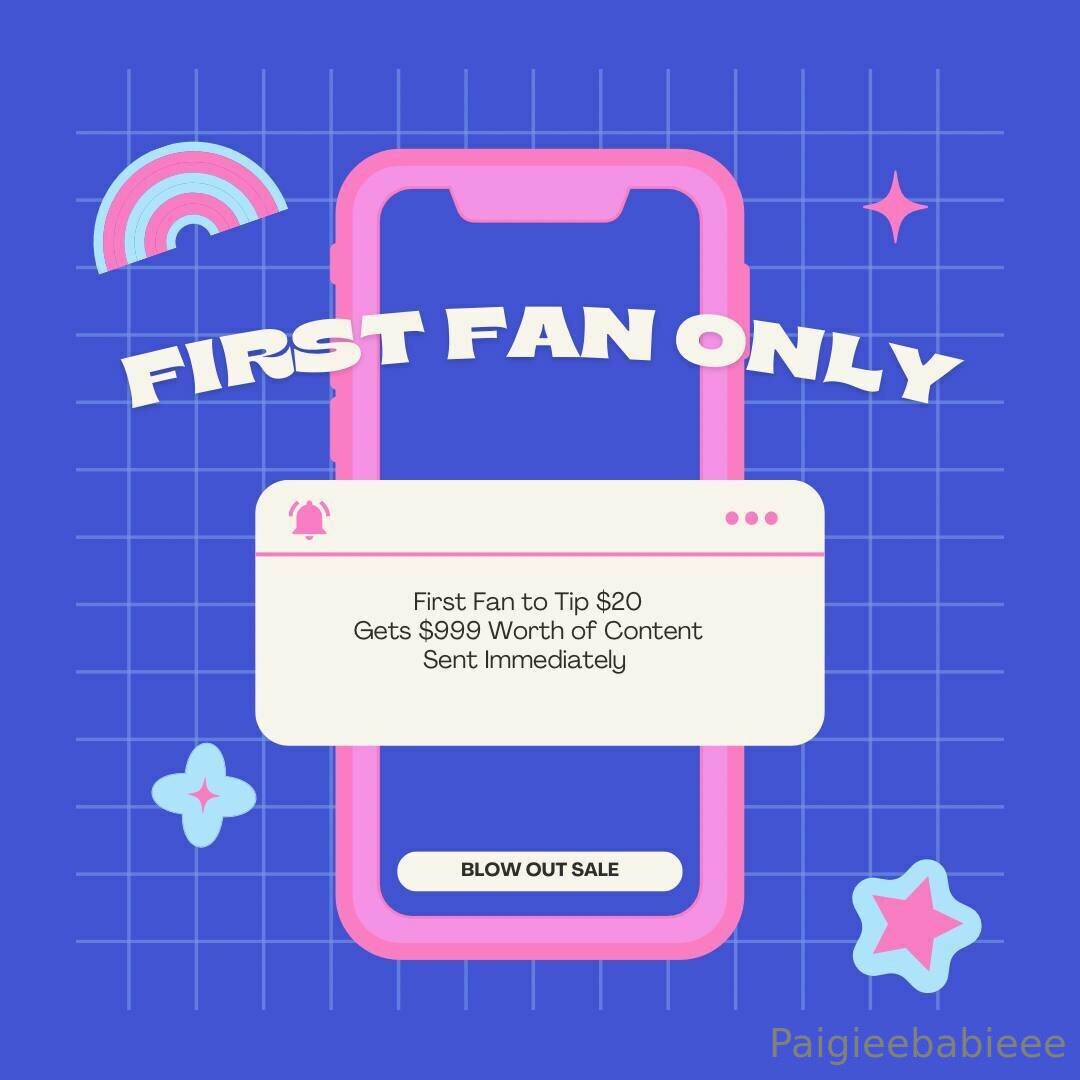 FIRST FAN ONLY
First Fan to Tip $20
Gets $999 Worth of Content
Sent Immediately
BLOW OUT SALE
Paigieebabieee